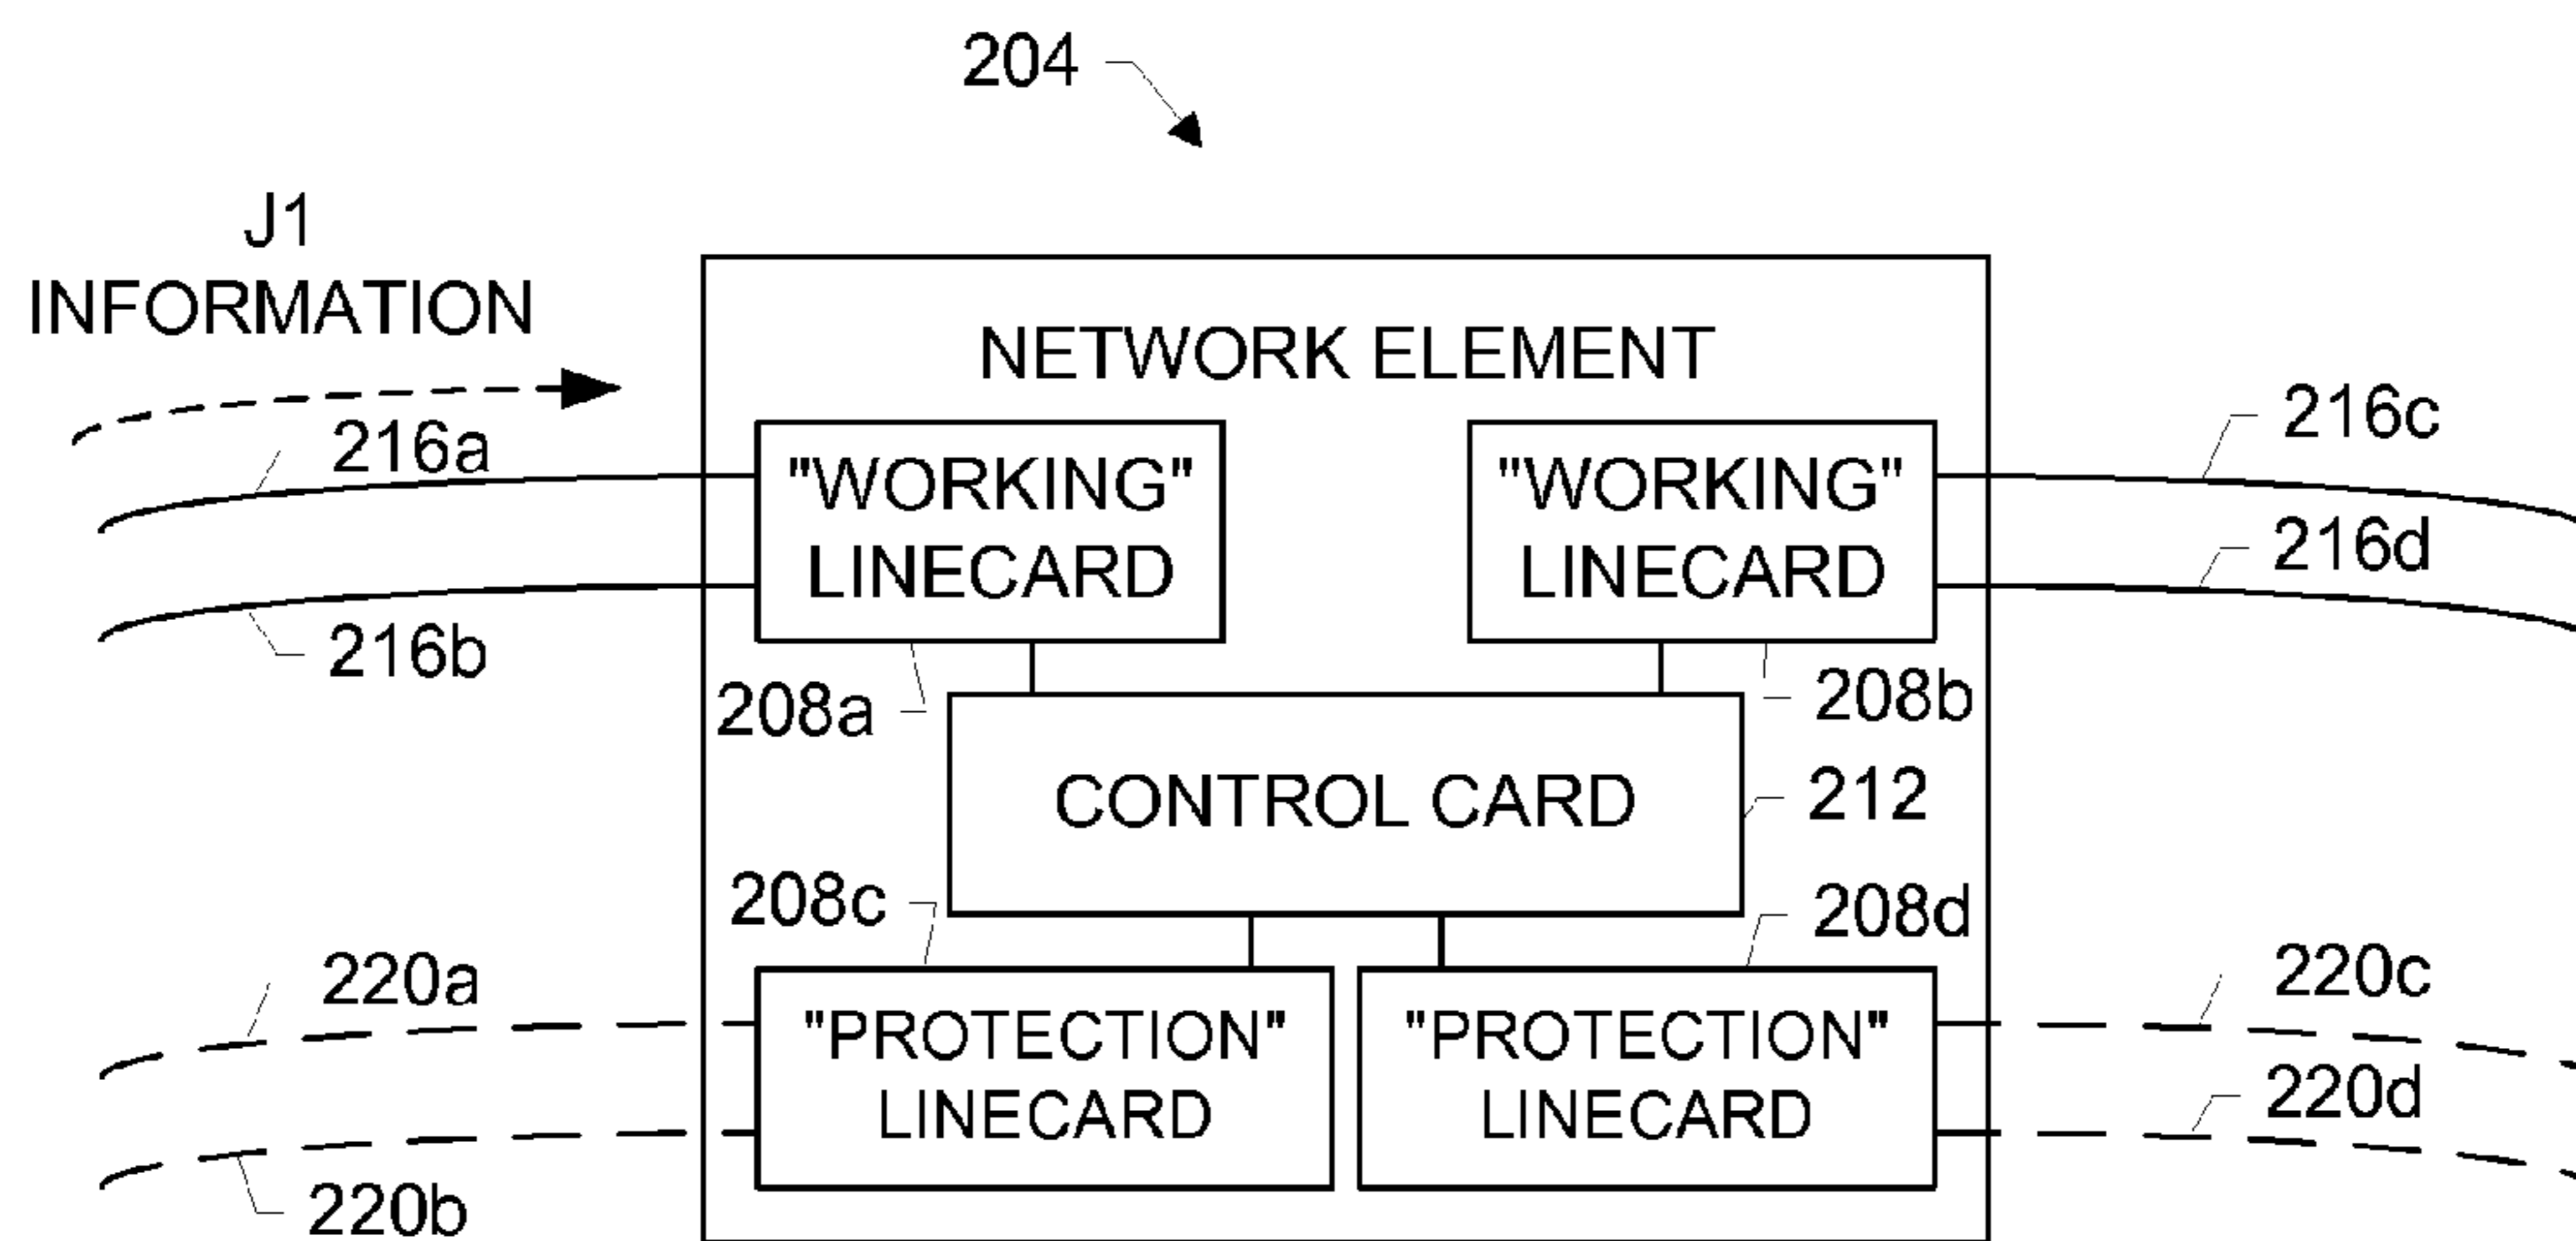 204
J1
INFORMATION
NETWORK ELEMENT
216a
"WORKING"
LINECARD
"WORKING"
LINECARD
216c
216d
216b
208a
208b
CONTROL CARD
212
208c
208d
220a
"PROTECTION"
LINECARD
"PROTECTION"
LINECARD
220c
220d
220b